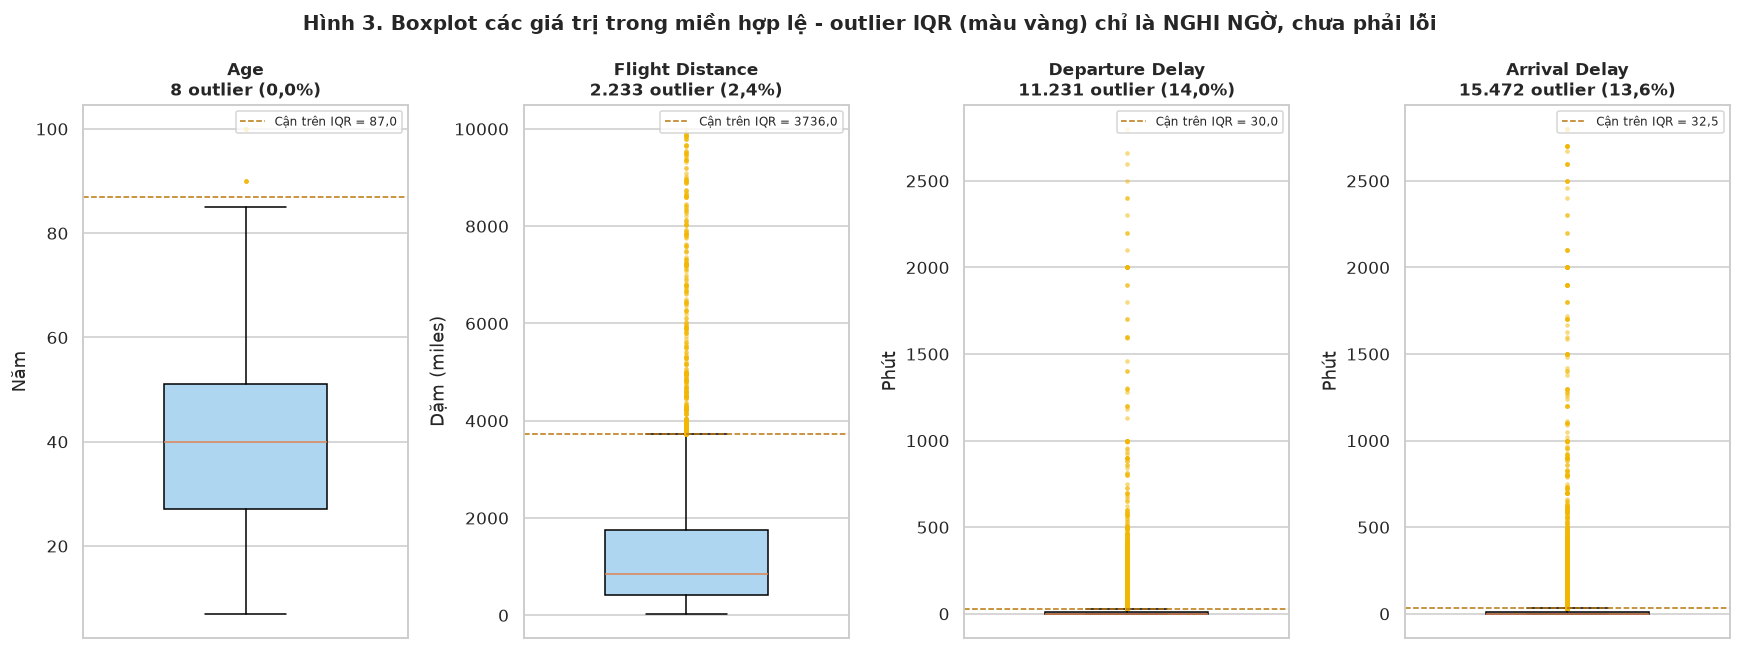 Hình 3. Boxplot các giá trị trong miền hợp lệ - outlier IQR (màu vàng) chỉ là NGHI NGỜ, chưa phải lỗi
Age
8 outlier (0,0%)
Cận trên IQR = 87,0
100
80
60
40
20
Năm
Flight Distance
2.233 outlier (2,4%)
Cận trên IQR = 3736,0
10000
8000
6000
4000
2000
0
Dặm (miles)
Departure Delay
11.231 outlier (14,0%)
Cận trên IQR = 30,0
2500
2000
1500
1000
500
0
Phút
Arrival Delay
15.472 outlier (13,6%)
Cận trên IQR = 32,5
2500
2000
1500
1000
500
0
Phút